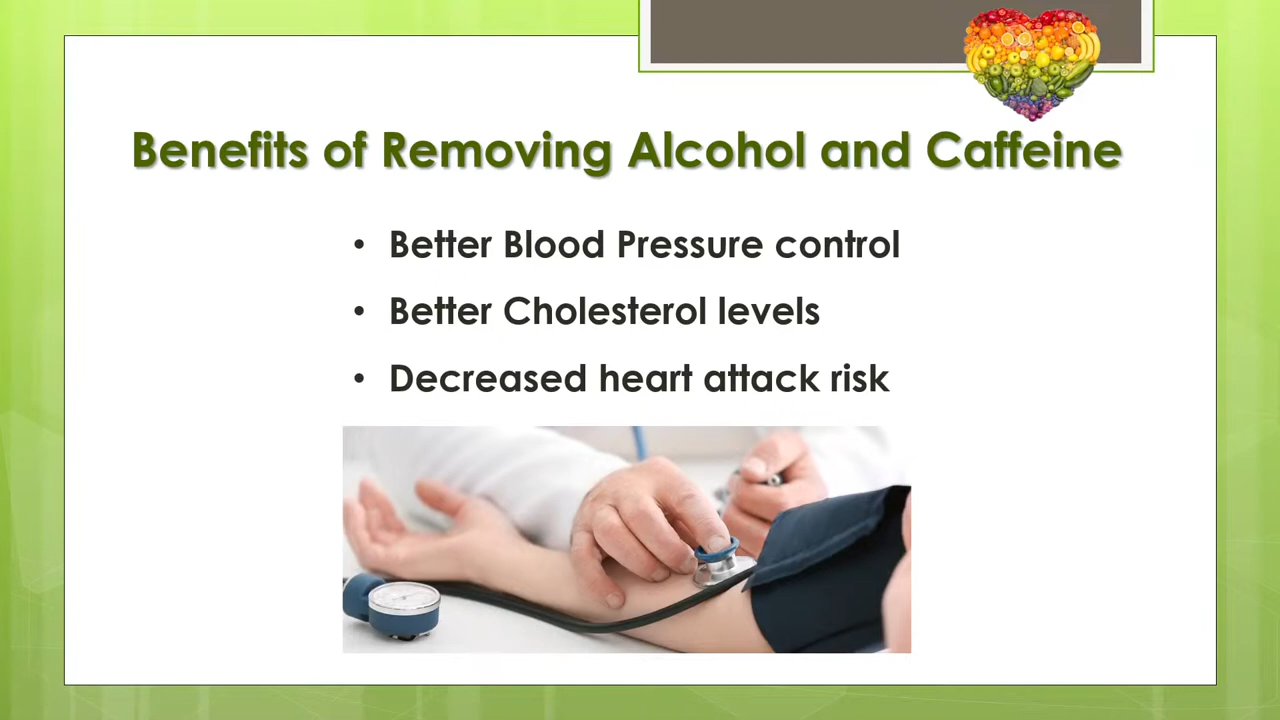 Benefits of Removing Alcohol and Caffeine
• Better Blood Pressure control
• Better Cholesterol levels
• Decreased heart attack risk